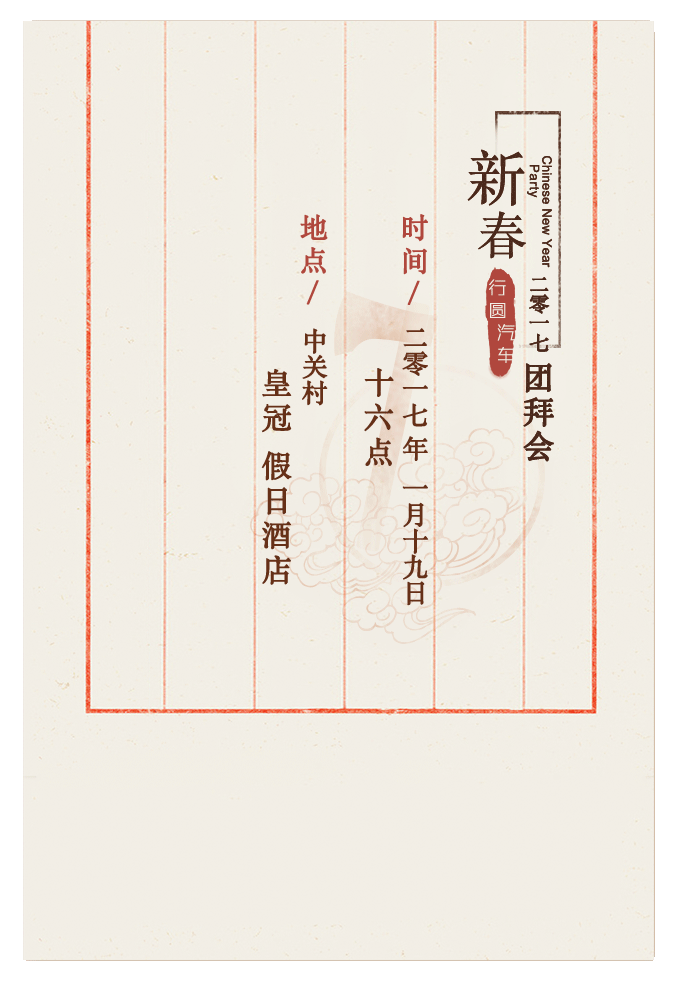 新春
Chinese New Year
Party
行圆汽车
二零一七
团拜会
时间/
二零一七年 一月十九日
十六点
地点/
中关村
皇冠 假日酒店